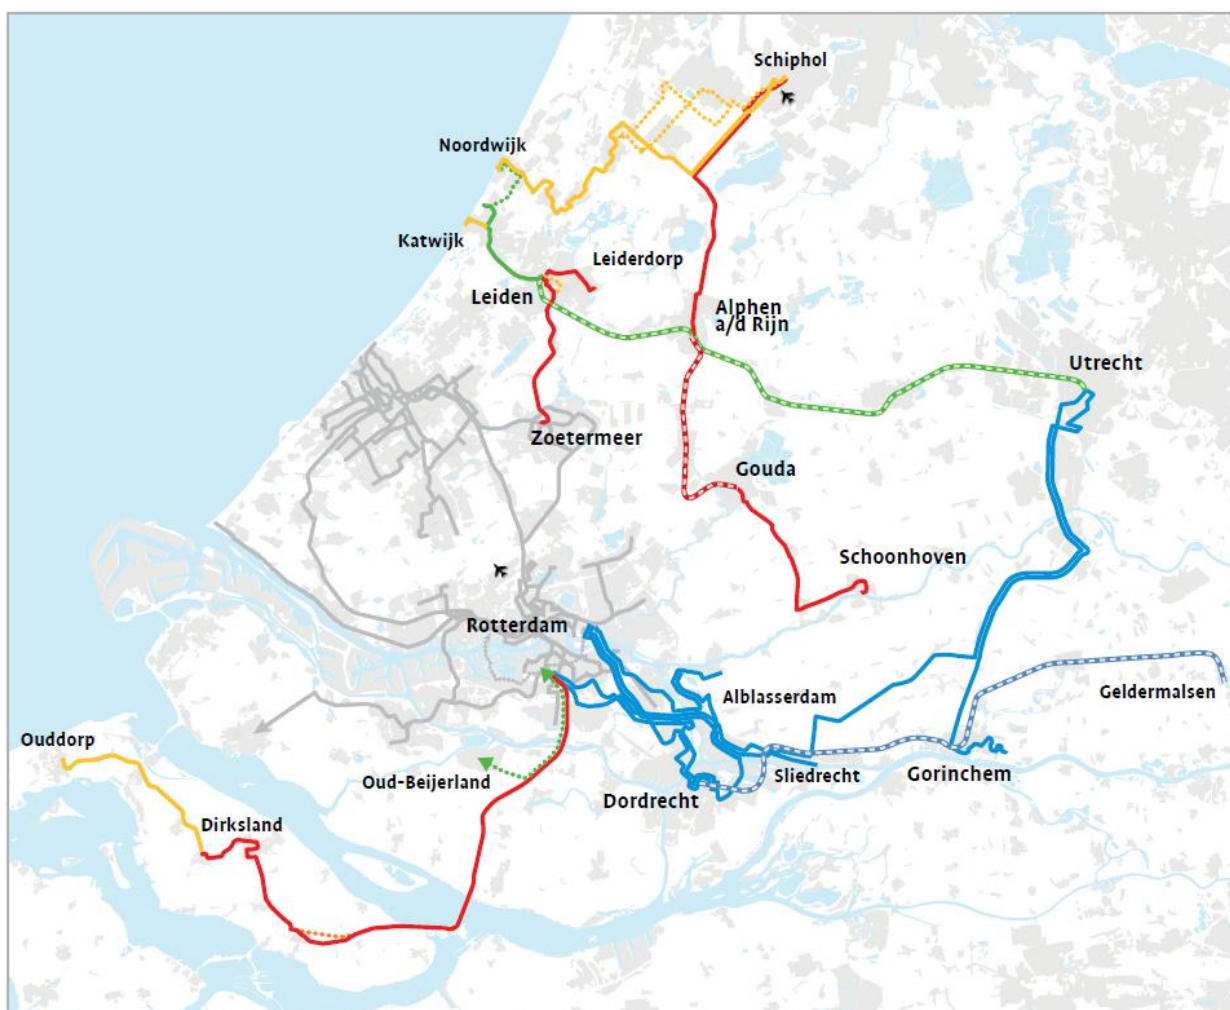 Schiphol
Noordwijk
Katwijk
Leiderdorp
Leiden
Alphen
a/d Rijn
Utrecht
Zoetermeer
Gouda
Schoonhoven
Rotterdam
Alblasserdam
Geldermalsen
Ouddorp
Oud-Beijerland
Sliedrecht
Gorinchem
Dordrecht
Dirksland